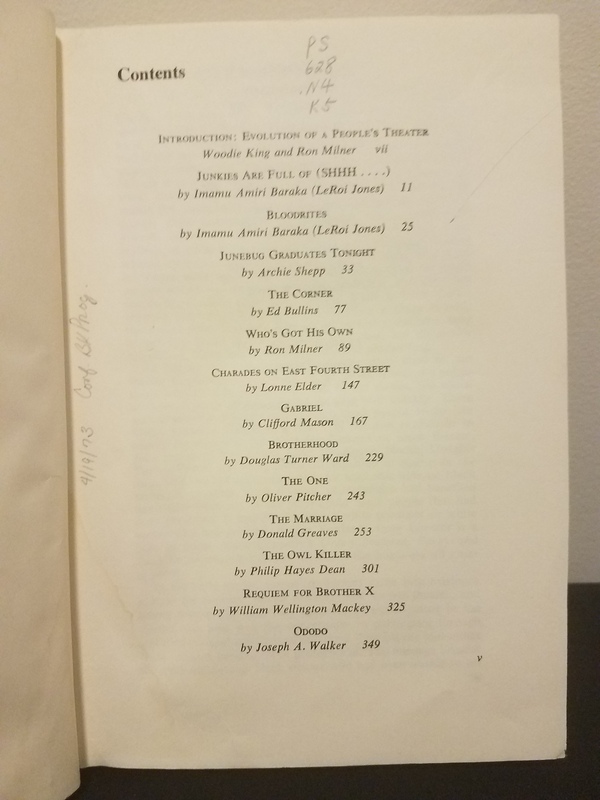 Contents
PS
628
.N4
K5
INTRODUCTION: EVOLUTION OF A PEOPLE'S THEATER
Woodie King and Ron Milner vii
JUNKIES ARE FULL OF (SHHH . . . .)
by Imamu Amiri Baraka (LeRoi Jones) 11
BLOODRITES
by Imamu Amiri Baraka (LeRoi Jones) 25
JUNEBUG GRADUATES TONIGHT
by Archie Shepp 33
THE CORNER
by Ed Bullins 77
WHO'S GOT HIS OWN
by Ron Milner 89
CHARADES ON EAST FOURTH STREET
by Lonne Elder 147
GABRIEL
by Clifford Mason 167
BROTHERHOOD
by Douglas Turner Ward 229
THE ONE
by Oliver Pitcher 243
THE MARRIAGE
by Donald Greaves 253
THE OWL KILLER
by Philip Hayes Dean 301
REQUIEM FOR BROTHER X
by William Wellington Mackey 325
ODODO
by Joseph A. Walker 349
v
9/19/73